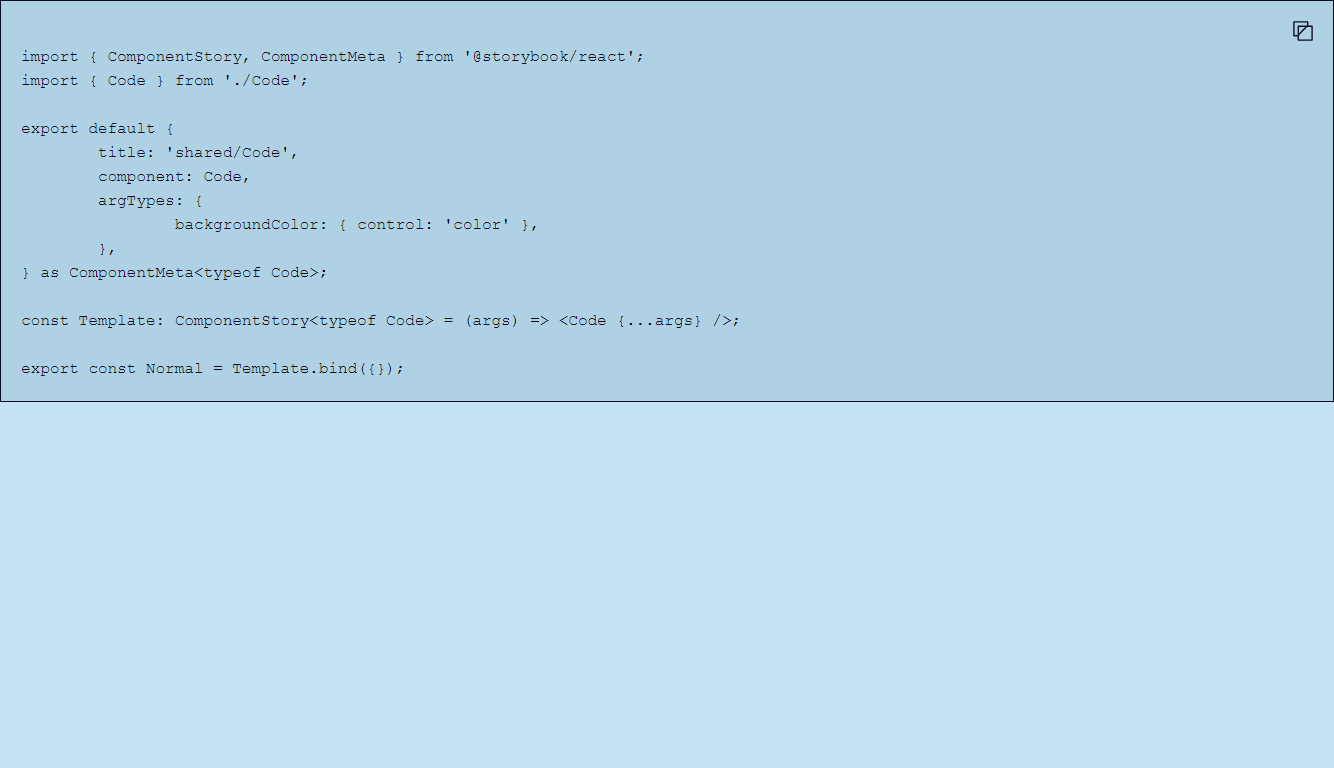 import { ComponentStory, ComponentMeta } from '@storybook/react';
import { Code } from './Code';
export default {
title: 'shared/Code',
component: Code,
argTypes: {
backgroundColor: { control: 'color' },
},
} as ComponentMeta<typeof Code>;
const Template: ComponentStory<typeof Code> = (args) => <Code {...args} />;
export const Normal = Template.bind({});